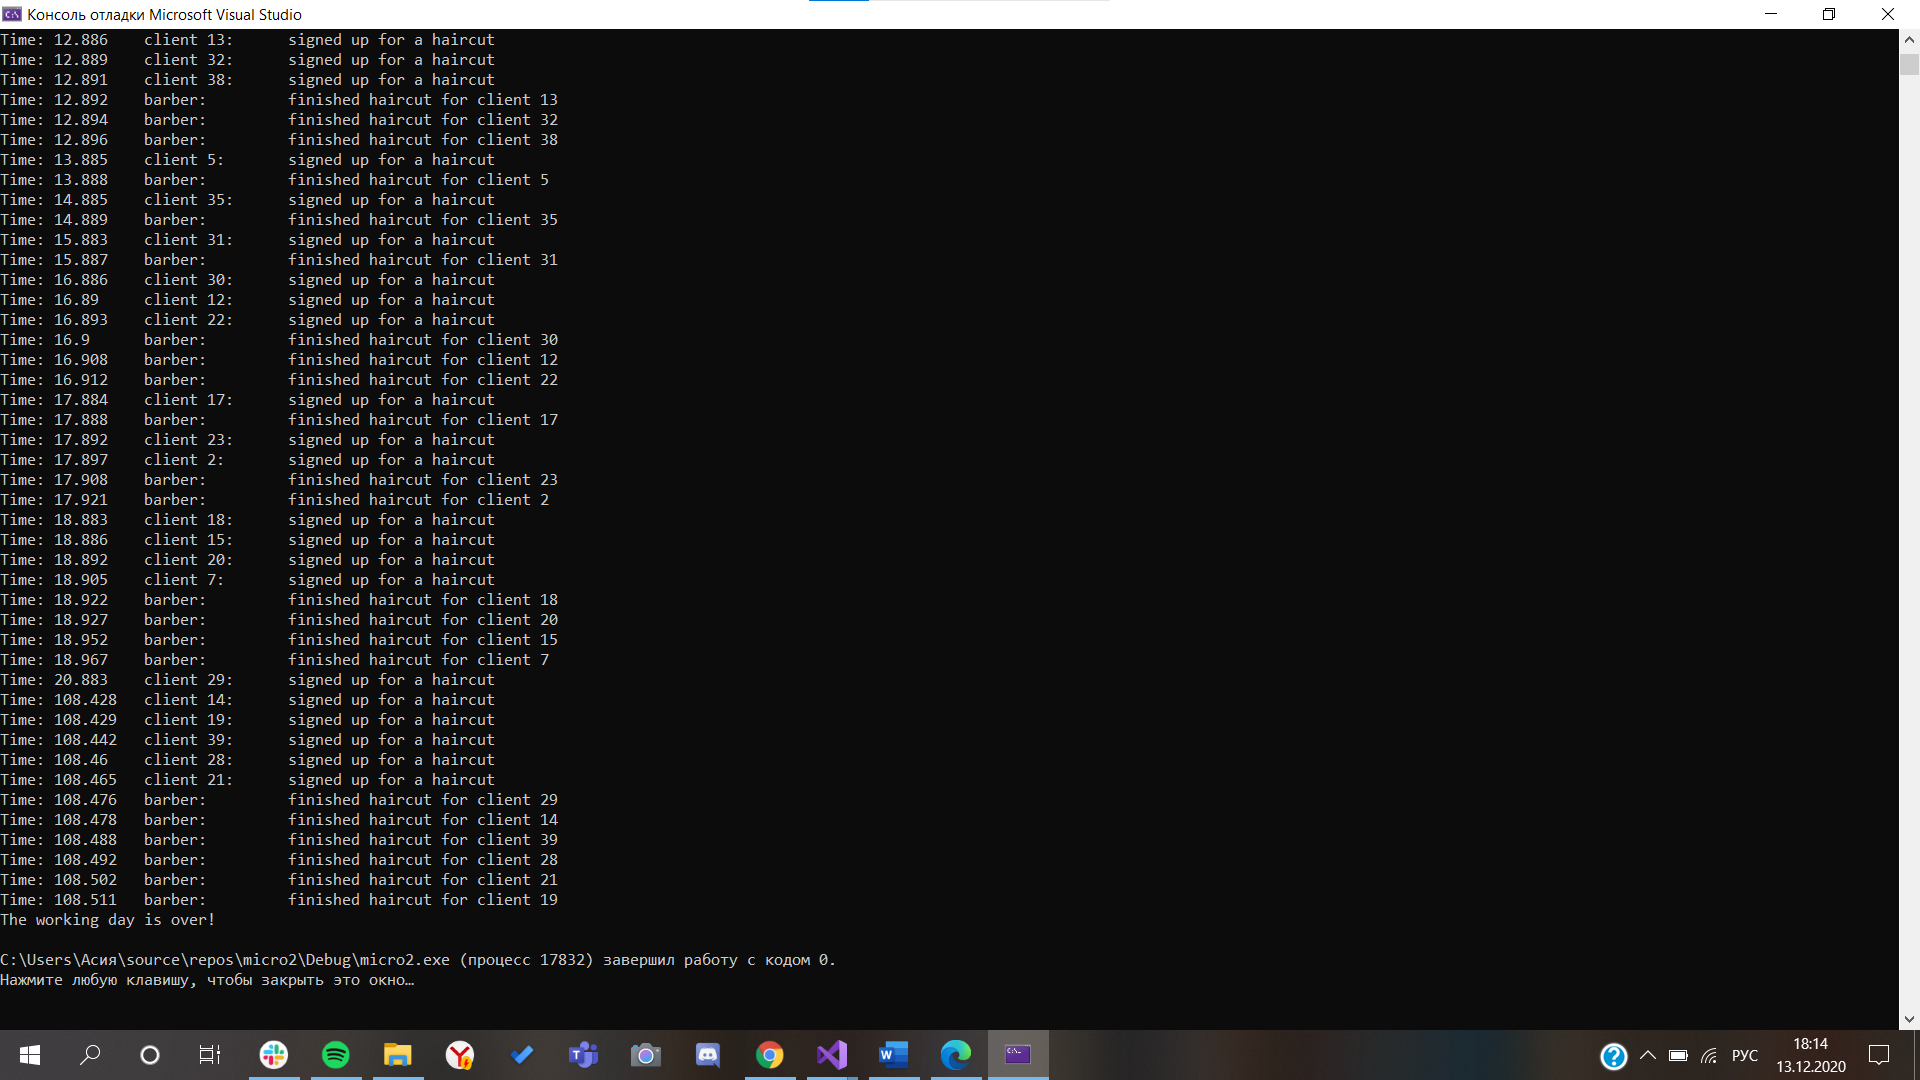 Консоль отладки Microsoft Visual Studio
Time: 12.886 client 13: signed up for a haircut
Time: 12.889 client 32: signed up for a haircut
Time: 12.891 client 38: signed up for a haircut
Time: 12.892 barber: finished haircut for client 13
Time: 12.894 barber: finished haircut for client 32
Time: 12.896 barber: finished haircut for client 38
Time: 13.885 client 5: signed up for a haircut
Time: 13.888 barber: finished haircut for client 5
Time: 14.885 client 35: signed up for a haircut
Time: 14.889 barber: finished haircut for client 35
Time: 15.883 client 31: signed up for a haircut
Time: 15.887 barber: finished haircut for client 31
Time: 16.886 client 30: signed up for a haircut
Time: 16.89 client 12: signed up for a haircut
Time: 16.893 client 22: signed up for a haircut
Time: 16.9 barber: finished haircut for client 30
Time: 16.908 barber: finished haircut for client 12
Time: 16.912 barber: finished haircut for client 22
Time: 17.884 client 17: signed up for a haircut
Time: 17.888 barber: finished haircut for client 17
Time: 17.892 client 23: signed up for a haircut
Time: 17.897 client 2: signed up for a haircut
Time: 17.908 barber: finished haircut for client 23
Time: 17.921 barber: finished haircut for client 2
Time: 18.883 client 18: signed up for a haircut
Time: 18.886 client 15: signed up for a haircut
Time: 18.892 client 20: signed up for a haircut
Time: 18.905 client 7: signed up for a haircut
Time: 18.922 barber: finished haircut for client 18
Time: 18.927 barber: finished haircut for client 20
Time: 18.952 barber: finished haircut for client 15
Time: 18.967 barber: finished haircut for client 7
Time: 20.883 client 29: signed up for a haircut
Time: 108.428 client 14: signed up for a haircut
Time: 108.429 client 19: signed up for a haircut
Time: 108.442 client 39: signed up for a haircut
Time: 108.46 client 28: signed up for a haircut
Time: 108.465 client 21: signed up for a haircut
Time: 108.476 barber: finished haircut for client 29
Time: 108.478 barber: finished haircut for client 14
Time: 108.488 barber: finished haircut for client 39
Time: 108.492 barber: finished haircut for client 28
Time: 108.502 barber: finished haircut for client 21
Time: 108.511 barber: finished haircut for client 19
The working day is over!
C:\Users\Асия\source\repos\micro2\Debug\micro2.exe (процесс 17832) завершил работу с кодом 0.
Нажмите любую клавишу, чтобы закрыть это окно…
РУС
18:14
13.12.2020